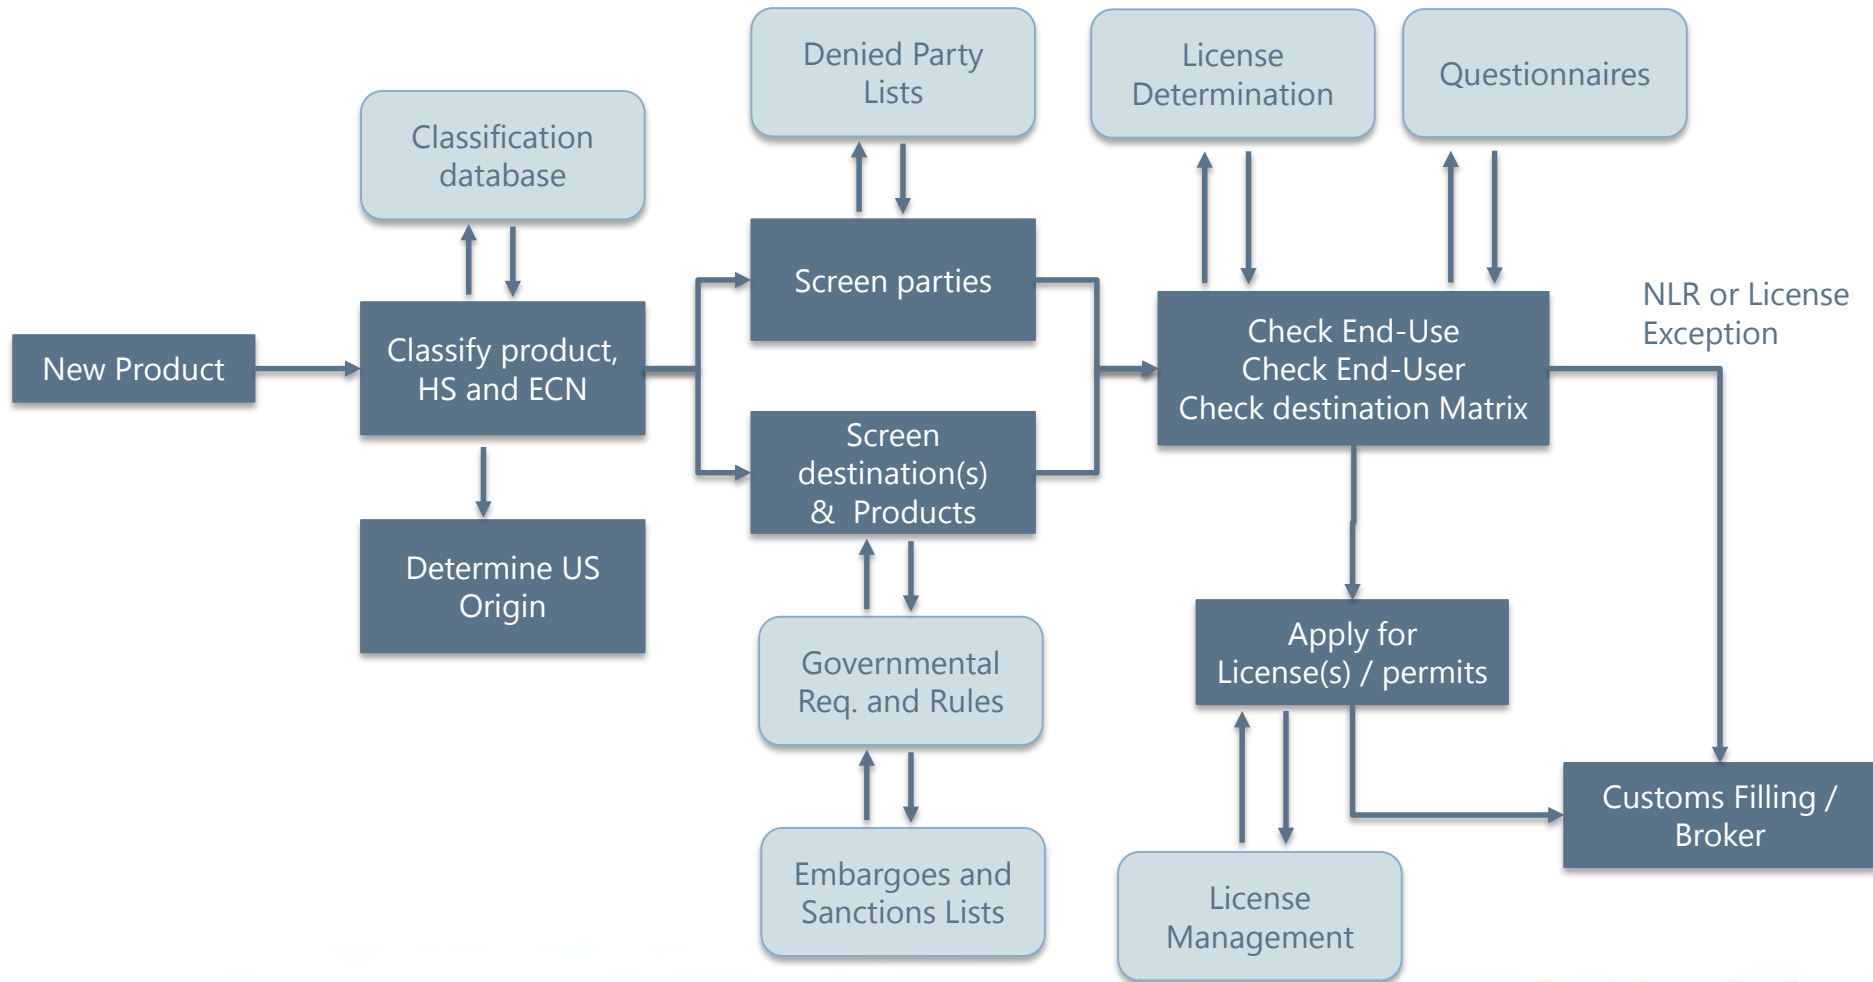 Denied Party
Lists
License
Determination
Questionnaires
Classification
database
Screen parties
NLR or License
Exception
New Product
Classify product,
HS and ECN
Check End-Use
Check End-User
Check destination Matrix
Screen
destination(s)
& Products
Determine US
Origin
Governmental
Req. and Rules
Apply for
License(s) / permits
Customs Filling /
Broker
Embargoes and
Sanctions Lists
License
Management